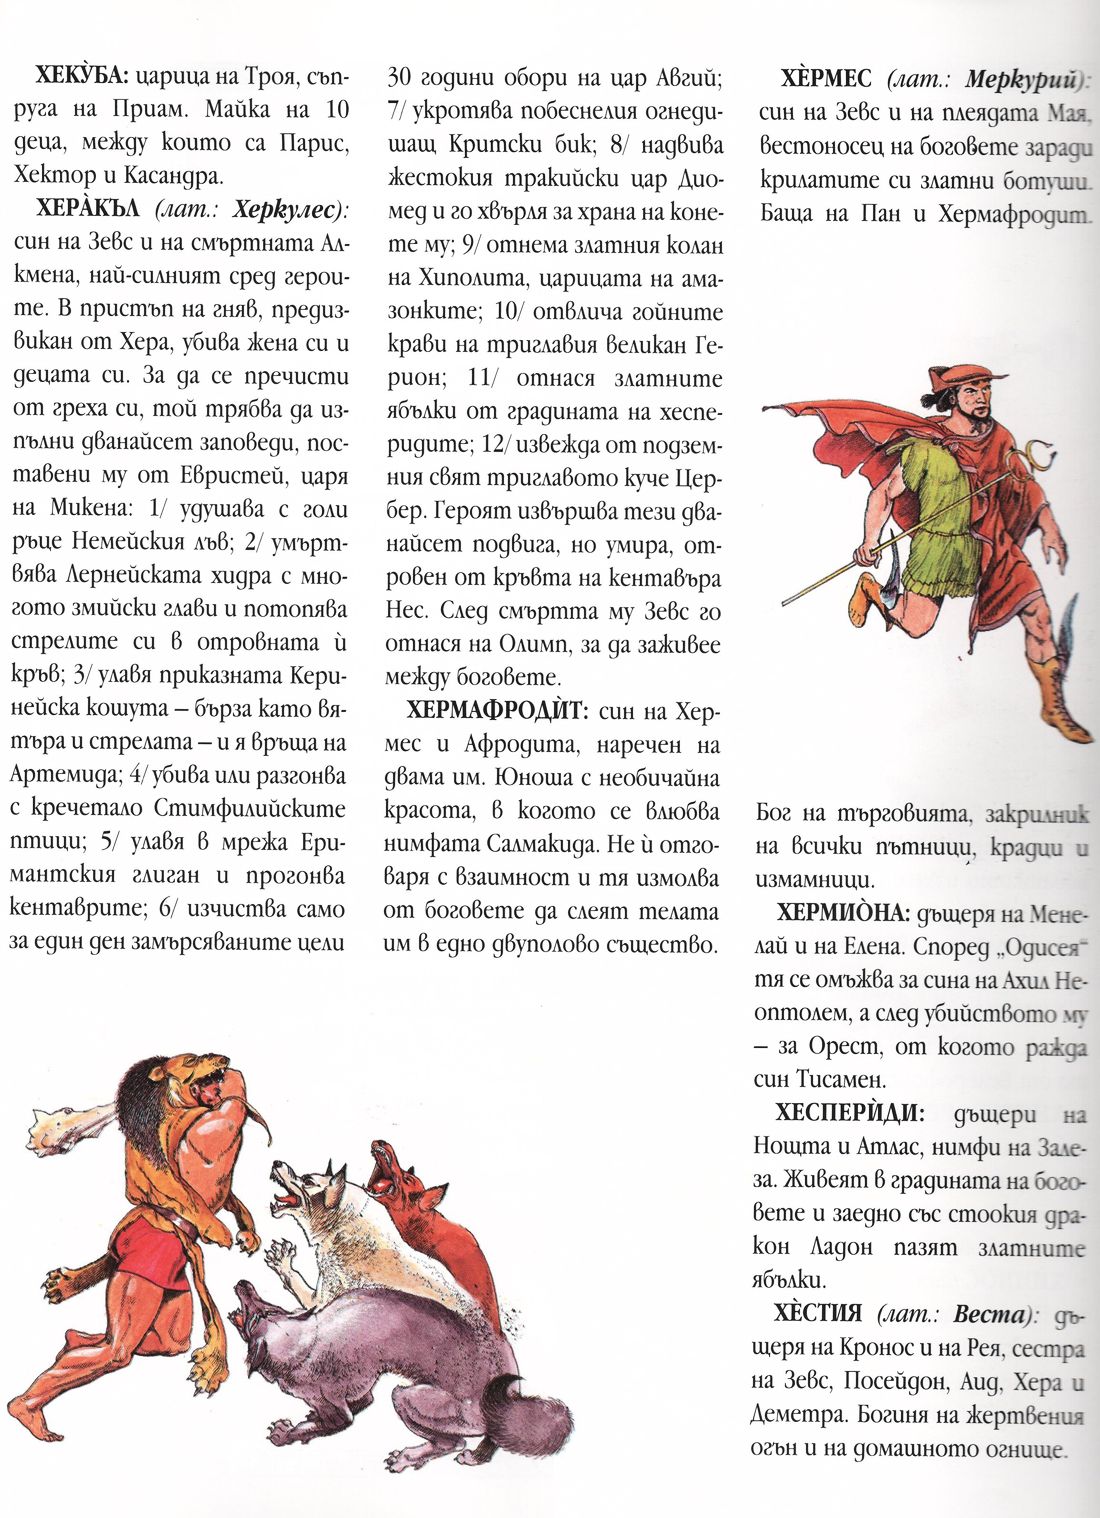 ХЕКУ̀БА: царица на Троя, съп-
руга на Приам. Майка на 10
деца, между които са Парис,
Хектор и Касандра.
ХЕРА̀КЪЛ (лат.: Херкулес):
син на Зевс и на смъртната Ал-
кмена, най-силният сред герои-
те. В пристъп на гняв, предиз-
викан от Хера, убива жена си и
децата си. За да се пречисти
от греха си, той трябва да из-
пълни дванайсет заповеди, пос-
тавени му от Евристей, царя
на Микена: 1/ удушава с голи
ръце Немейския лъв; 2/ умърт-
вява Лернейската хидра с мно-
гото змийски глави и потопява
стрелите си в отровната ѝ
кръв; 3/ улавя приказната Кери-
нейска кошута – бърза като вя-
търа и стрелата – и я връща на
Артемида; 4/ убива или разгонва
с кречетало Стимфилийските
птици; 5/ улавя в мрежа Ери-
мантския глиган и прогонва
кентаврите; 6/ изчиства само
за един ден замърсяваните цели
30 години обори на цар Авгий;
7/ укротява побеснелия огнеди-
шащ Критски бик; 8/ надвива
жестокия тракийски цар Дио-
мед и го хвърля за храна на коне-
те му; 9/ отнема златния колан
на Хиполита, царицата на ама-
зонките; 10/ отвлича гойните
крави на триглавия великан Ге-
рион; 11/ отнася златните
ябълки от градината на хеспе-
ридите; 12/ извежда от подзем-
ния свят триглавото куче Цер-
бер. Героят извършва тези два-
найсет подвига, но умира, от-
ровен от кръвта на кентавъра
Нес. След смъртта му Зевс го
отнася на Олимп, за да заживее
между боговете.
ХЕРМАФРОДЍТ: син на Хер-
мес и Афродита, наречен на
двама им. Юноша с необичайна
красота, в когото се влюбва
нимфата Салмакида. Не ѝ отго-
варя с взаимност и тя измолва
от боговете да слеят телата
им в едно двуполово същество.
ХЀРМЕС (лат.: Меркурий):
син на Зевс и на плеядата Мая,
вестоносец на боговете заради
крилатите си златни ботуши.
Баща на Пан и Хермафродит.
Бог на търговията, закрилник
на всички пътници, крадци и
измамници.
ХЕРМИО̀НА: дъщеря на Мене-
лай и на Елена. Според „Одисея“
тя се омъжва за сина на Ахил Не-
оптолем, а след убийството му
– за Орест, от когото ражда
син Тисамен.
ХЕСПЕРЍДИ: дъщери на
Нощта и Атлас, нимфи на Зале-
за. Живеят в градината на бого-
вете и заедно със стоокия дра-
кон Ладон пазят златните
ябълки.
ХЀСТИЯ (лат.: Веста): дъ-
щеря на Кронос и на Рея, сестра
на Зевс, Посейдон, Аид, Хера и
Деметра. Богиня на жертвения
огън и на домашното огнище.